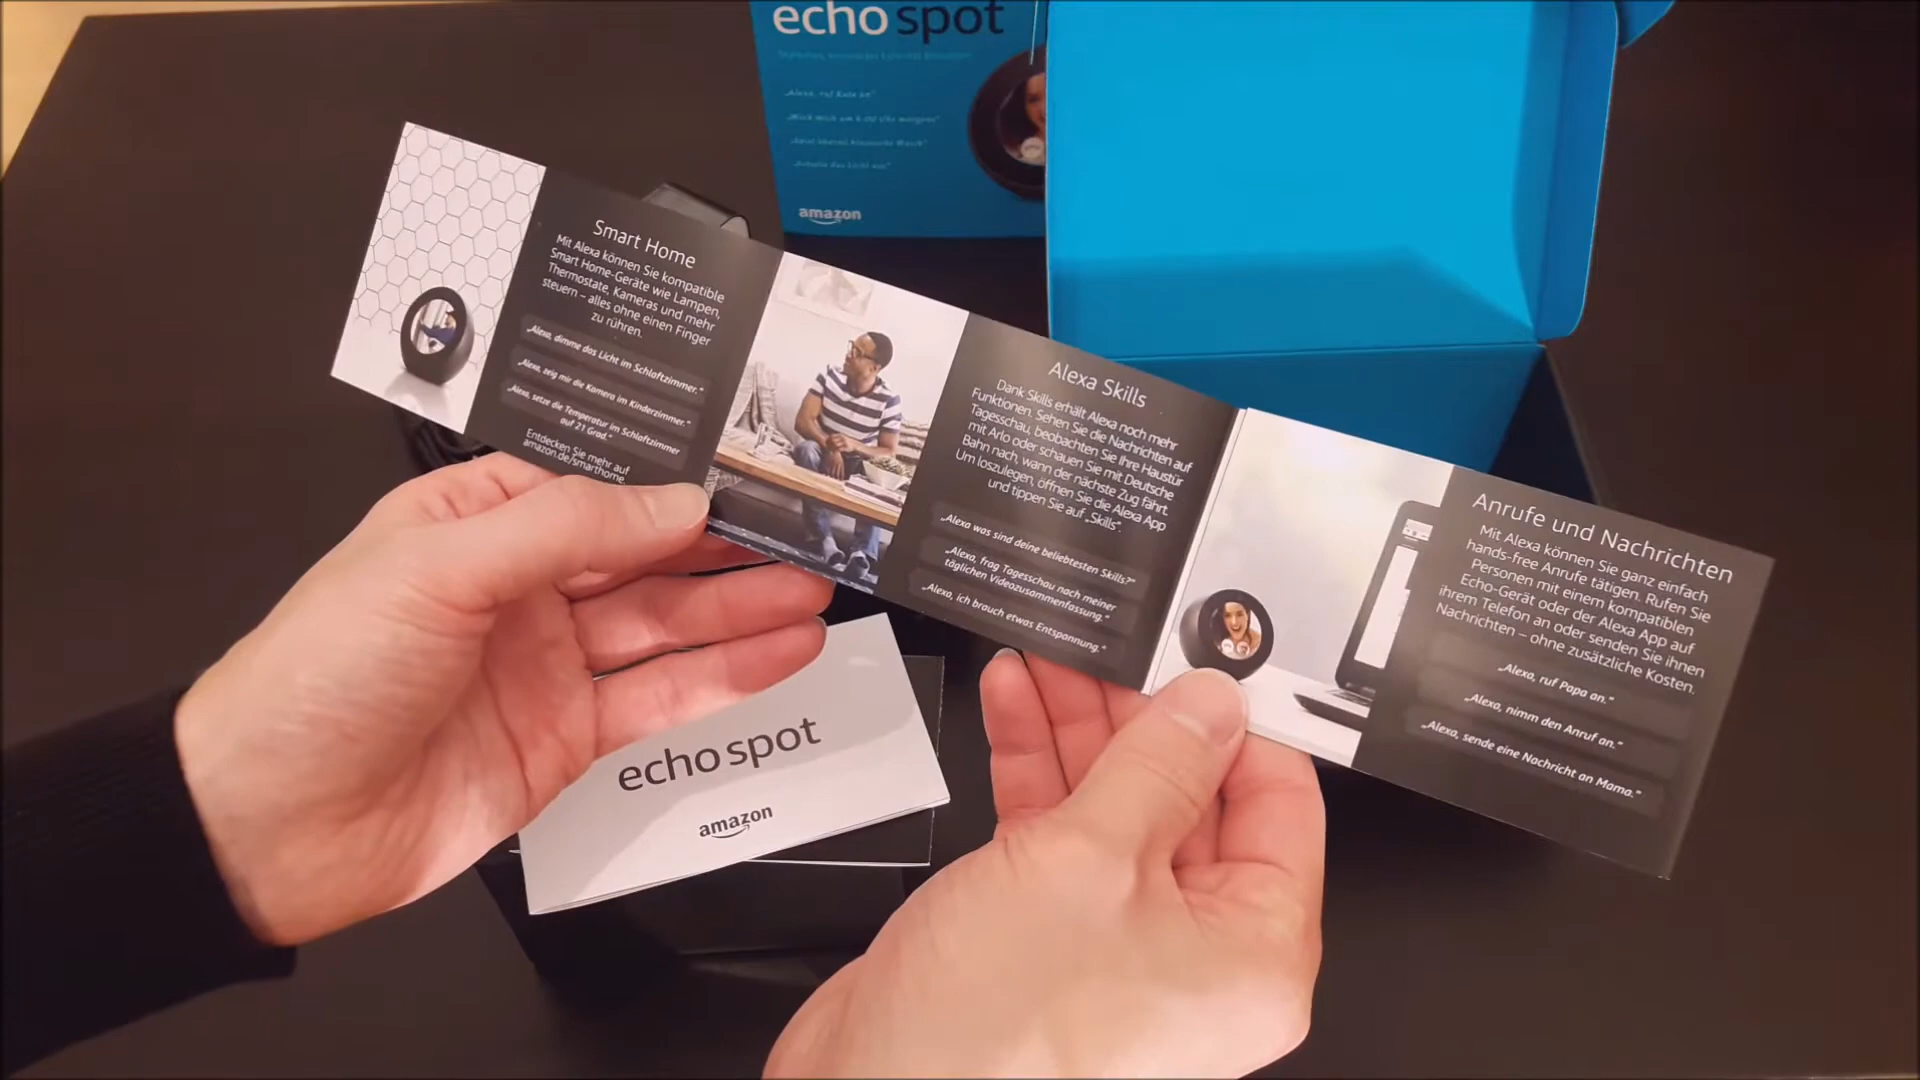 echo spot
„Alexa, ruf Kate an“
amazon
Smart Home
Mit Alexa können Sie kompatible
Smart Home-Geräte wie Lampen,
Thermostate, Kameras und mehr
steuern – alles ohne einen Finger
zu rühren.
„Alexa, dimme das Licht im Schlafzimmer.“
„Alexa, zeig mir die Kamera im Kinderzimmer.“
„Alexa, setze die Temperatur im Schlafzimmer
auf 21 Grad.“
Entdecken Sie mehr auf
amazon.de/smarthome.
Alexa Skills
Dank Skills erhält Alexa noch mehr
Funktionen. Sehen Sie die Nachrichten auf
Tagesschau, beobachten Sie Ihre Haustür
mit Arlo oder schauen Sie mit Deutsche
Bahn nach, wann der nächste Zug fährt.
Um loszulegen, öffnen Sie die Alexa App
und tippen Sie auf „Skills“.
„Alexa was sind deine beliebtesten Skills?“
„Alexa, frag Tagesschau nach meiner
täglichen Videozusammenfassung.“
„Alexa, ich brauch etwas Entspannung.“
Anrufe und Nachrichten
Mit Alexa können Sie ganz einfach
hands-free Anrufe tätigen. Rufen Sie
Personen mit einem kompatiblen
Echo-Gerät oder der Alexa App auf
ihrem Telefon an oder senden Sie ihnen
Nachrichten – ohne zusätzliche Kosten.
„Alexa, ruf Papa an.“
„Alexa, nimm den Anruf an.“
„Alexa, sende eine Nachricht an Mama.“
echo spot
amazon